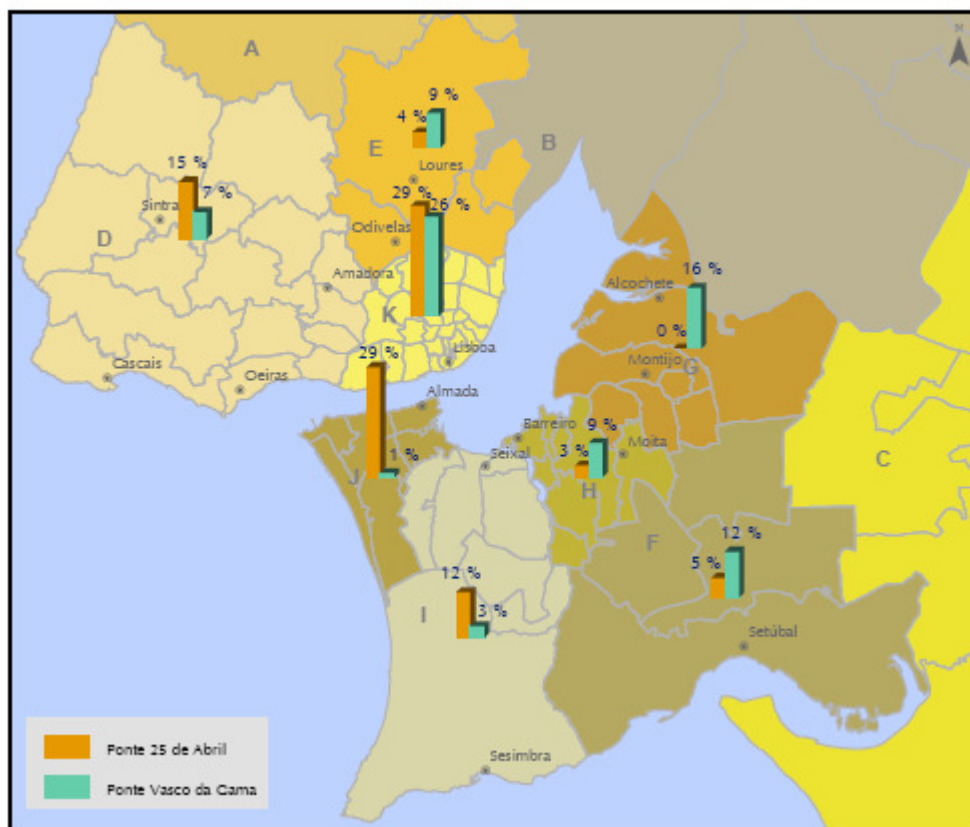 N
A
B
9 %
4 %
E
Loures
15 %
7 %
Sintra
D
29 %
26 %
Odivelas
Amadora
K
16 %
Alcochete
0 %
Montijo
G
Lisboa
Cascais
Oeiras
29 %
Almada
1 %
J
Seixal
Barreiro
9 %
3 %
Moita
H
C
F
12 %
5 %
12 %
3 %
I
Setúbal
Sesimbra
Ponte 25 de Abril
Ponte Vasco da Gama